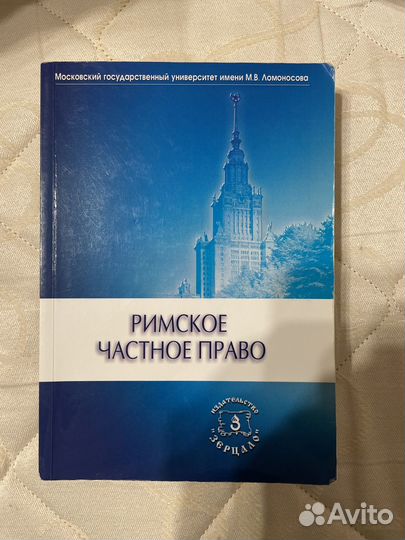 Московский государственный университет имени М.В. Ломоносова
РИМСКОЕ
ЧАСТНОЕ ПРАВО
ИЗДАТЕЛЬСТВО
"ЗЕРЦАЛО"
Avito